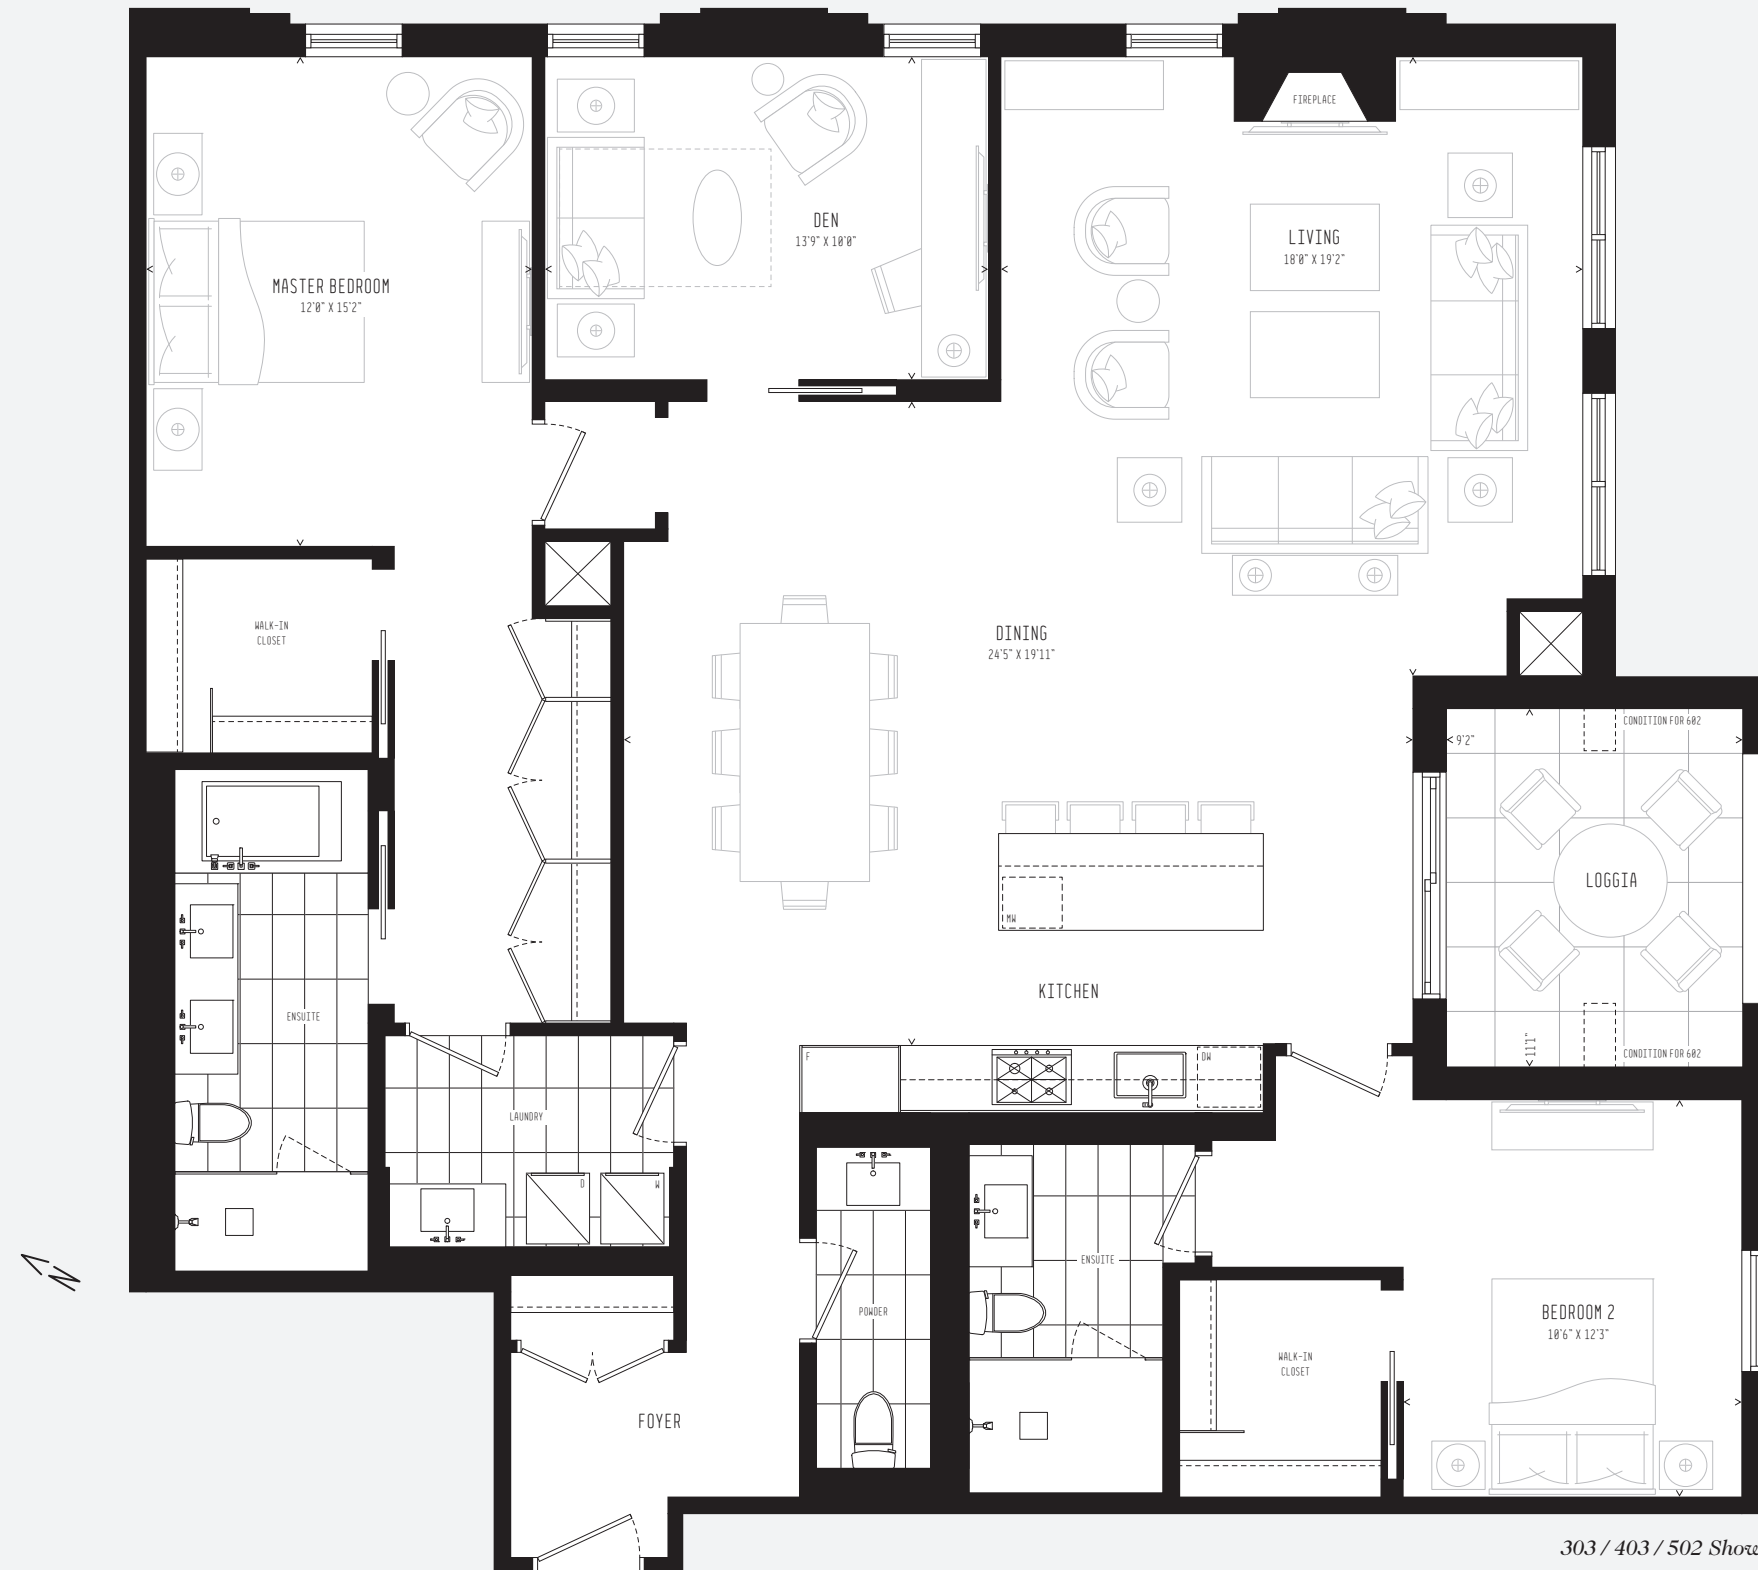 FIREPLACE
DEN
13'9" X 10'0"
LIVING
18'0" X 19'2"
MASTER BEDROOM
12'0" X 15'2"
WALK-IN
CLOSET
DINING
24'5" X 19'11"
CONDITION FOR 602
9'2"
LOGGIA
MW
KITCHEN
ENSUITE
11'1"
CONDITION FOR 602
F
DW
LAUNDRY
D
W
ENSUITE
POWDER
BEDROOM 2
10'6" X 12'3"
WALK-IN
CLOSET
FOYER
N
303 / 403 / 502 Show